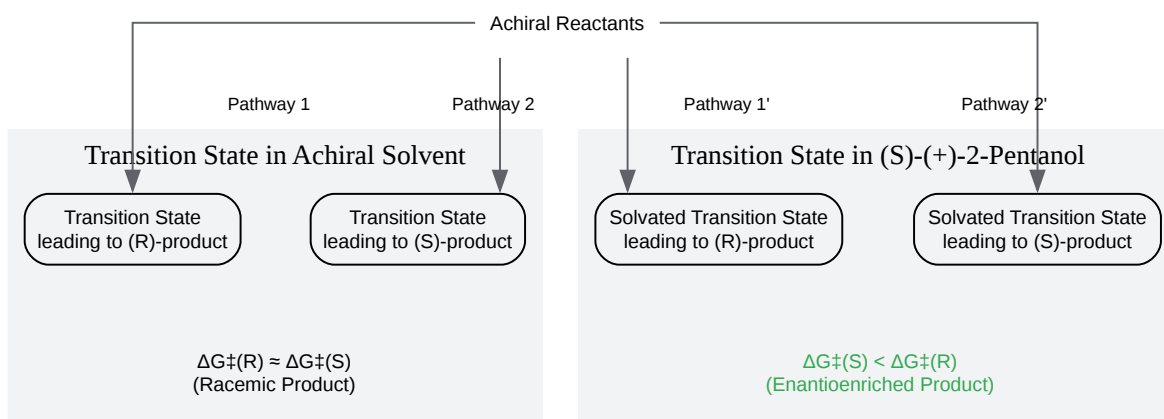 Achiral Reactants
Pathway 1
Pathway 2
Pathway 1'
Pathway 2'
Transition State in Achiral Solvent
Transition State
leading to (R)-product
Transition State
leading to (S)-product
ΔG‡(R) ≈ ΔG‡(S)
(Racemic Product)
Transition State in (S)-(+)-2-Pentanol
Solvated Transition State
leading to (R)-product
Solvated Transition State
leading to (S)-product
ΔG‡(S) < ΔG‡(R)
(Enantioenriched Product)